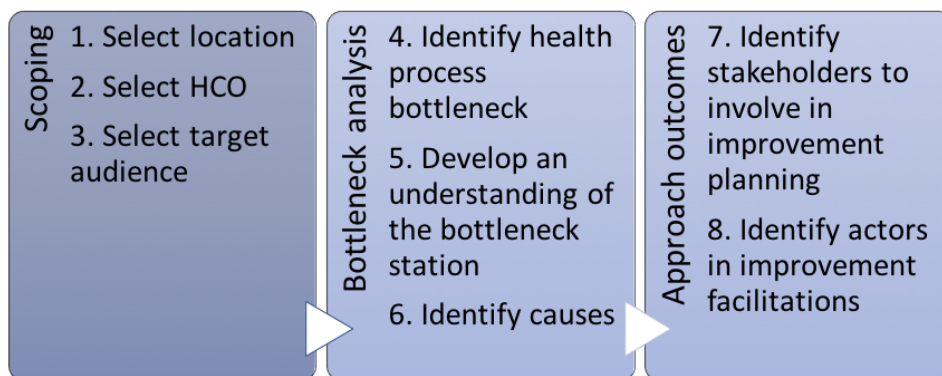 Scoping
1. Select location
2. Select HCO
3. Select target
audience
Bottleneck analysis
4. Identify health
process
bottleneck
5. Develop an
understanding of
the bottleneck
station
6. Identify causes
Approach outcomes
7. Identify
stakeholders to
involve in
improvement
planning
8. Identify actors
in improvement
facilitations